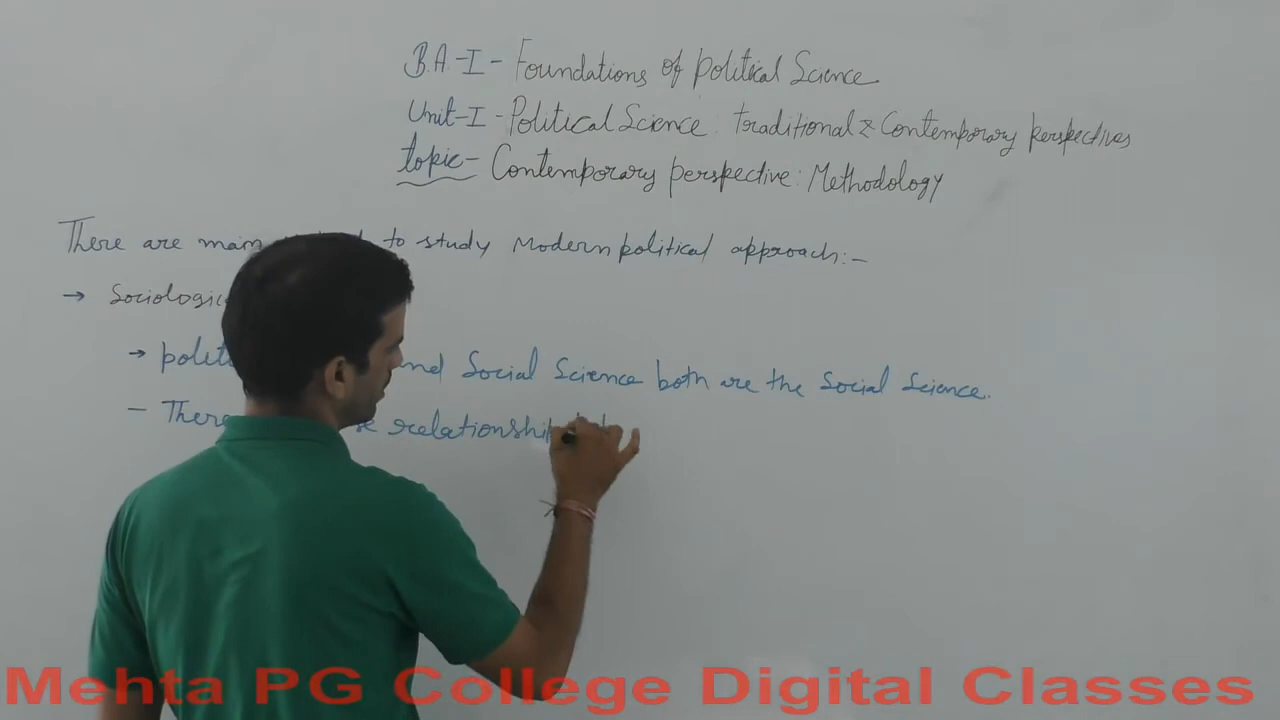 B.A.-I - Foundations of political Science
Unit-I - Political Science: traditional & Contemporary perspectives
topic- Contemporary perspective: Methodology
There are to study Modern political approach:-
→ Sociologic
→ polit nd Social Science both are the Social Science.
- There relationship
Mehta PG College Digital Classes